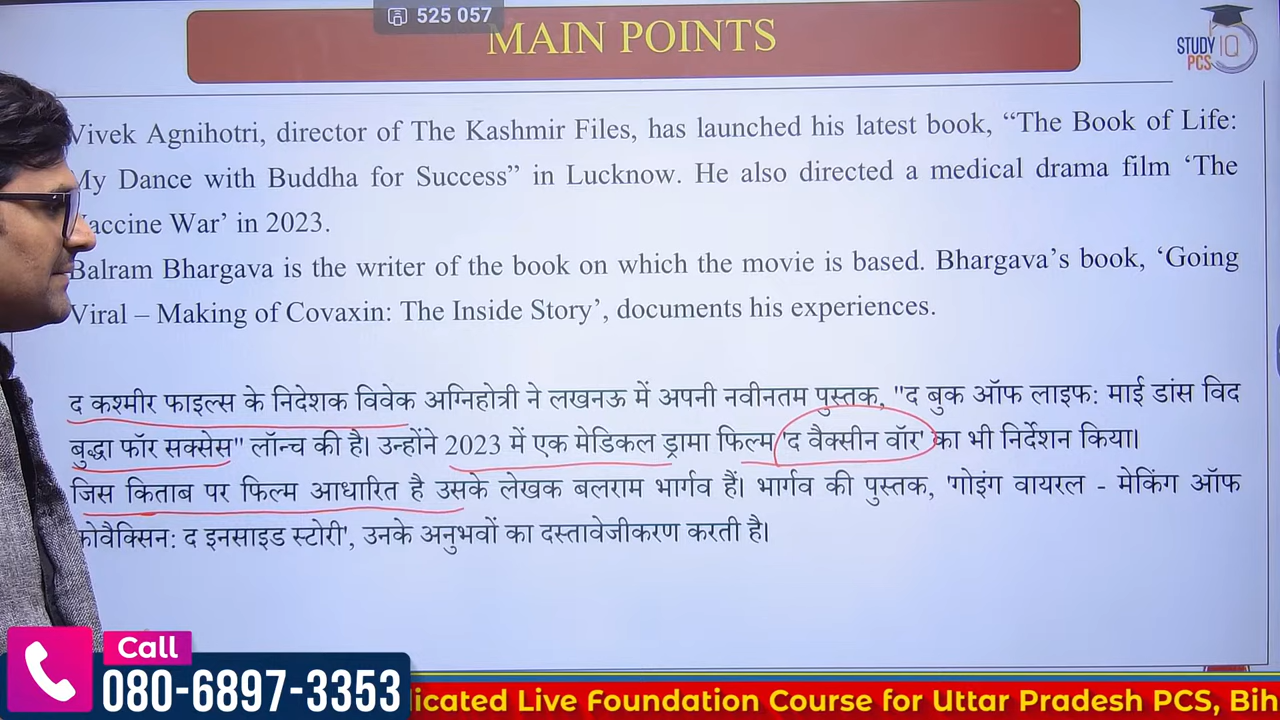 525 057
MAIN POINTS
STUDY IQ
PCS
Vivek Agnihotri, director of The Kashmir Files, has launched his latest book, “The Book of Life:
My Dance with Buddha for Success” in Lucknow. He also directed a medical drama film ‘The
Vaccine War’ in 2023.
Balram Bhargava is the writer of the book on which the movie is based. Bhargava’s book, ‘Going
Viral – Making of Covaxin: The Inside Story’, documents his experiences.
द कश्मीर फाइल्स के निदेशक विवेक अग्निहोत्री ने लखनऊ में अपनी नवीनतम पुस्तक, "द बुक ऑफ लाइफ: माई डांस विद
बुद्धा फॉर सक्सेस" लॉन्च की है। उन्होंने 2023 में एक मेडिकल ड्रामा फिल्म 'द वैक्सीन वॉर' का भी निर्देशन किया।
जिस किताब पर फिल्म आधारित है उसके लेखक बलराम भार्गव हैं। भार्गव की पुस्तक, 'गोइंग वायरल - मेकिंग ऑफ
कोवैक्सिन: द इनसाइड स्टोरी', उनके अनुभवों का दस्तावेजीकरण करती है।
Call
080-6897-3353
dicated Live Foundation Course for Uttar Pradesh PCS, Bih